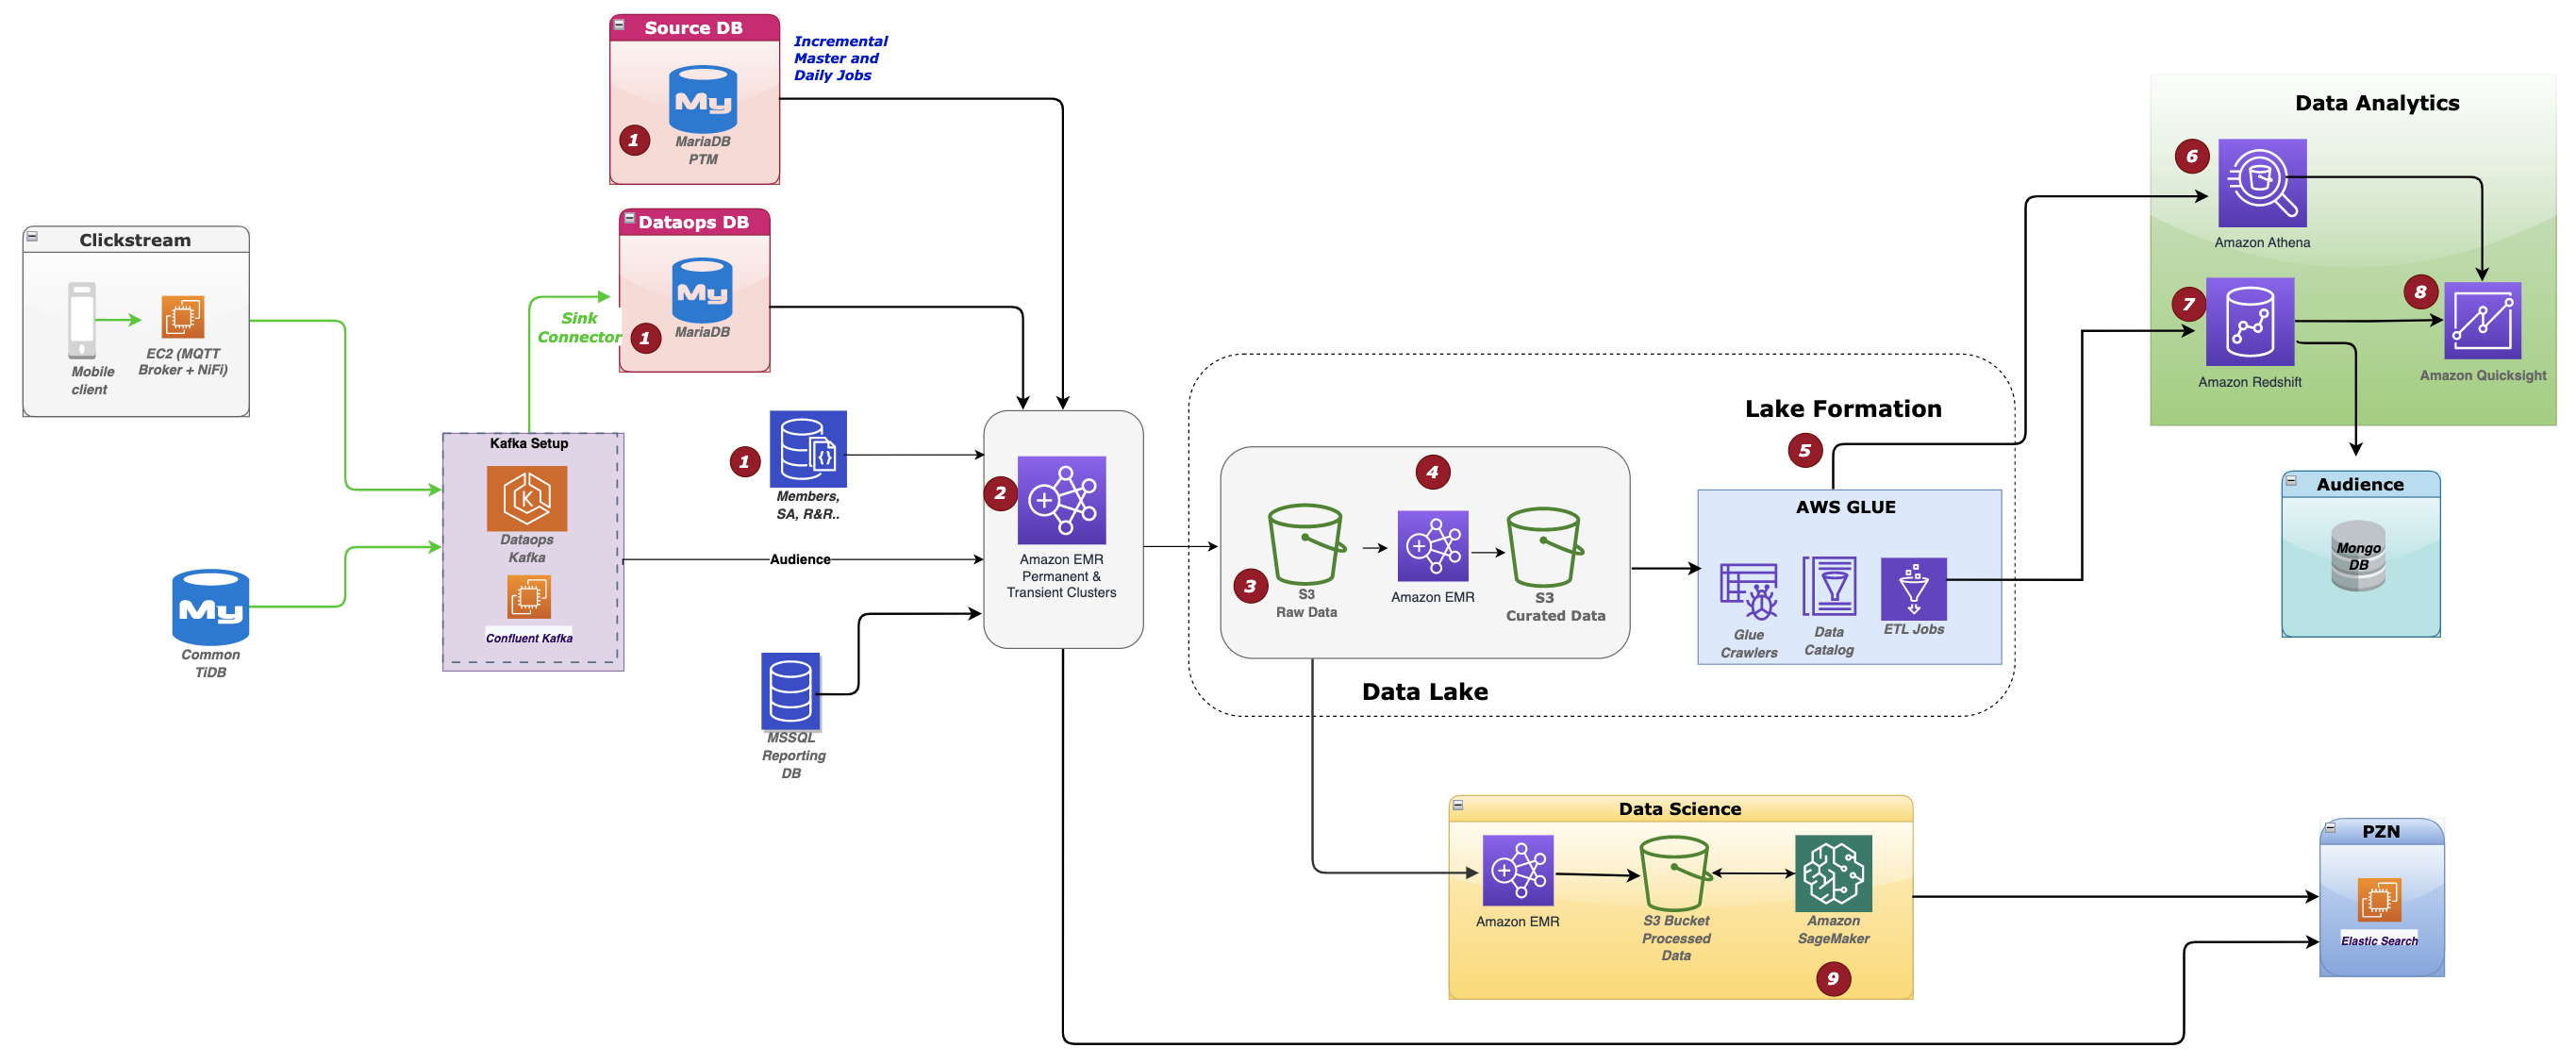 Source DB
Incremental
Master and
Daily Jobs
My
1
MariaDB
PTM
Dataops DB
My
Sink
Connector
1
MariaDB
Clickstream
Mobile
client
EC2 (MQTT
Broker + NiFi)
Kafka Setup
Dataops
Kafka
Confluent Kafka
My
Common
TiDB
1
Members,
SA, R&R..
Audience
MSSQL
Reporting
DB
2
Amazon EMR
Permanent &
Transient Clusters
Lake Formation
4
5
3
S3
Raw Data
Amazon EMR
S3
Curated Data
Data Lake
AWS GLUE
Glue
Crawlers
Data
Catalog
ETL Jobs
Data Analytics
6
Amazon Athena
7
8
Amazon Redshift
Amazon Quicksight
Audience
Mongo
DB
Data Science
Amazon EMR
S3 Bucket
Processed
Data
Amazon
SageMaker
9
PZN
Elastic Search